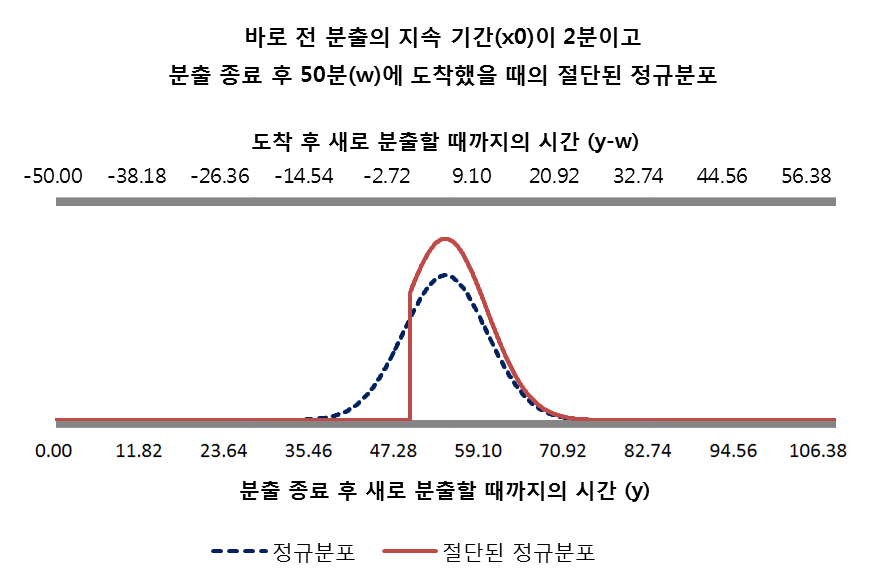 바로 전 분출의 지속 기간(x0)이 2분이고
분출 종료 후 50분(w)에 도착했을 때의 절단된 정규분포
도착 후 새로 분출할 때까지의 시간 (y-w)
-50.00 -38.18 -26.36 -14.54 -2.72 9.10 20.92 32.74 44.56 56.38
0.00 11.82 23.64 35.46 47.28 59.10 70.92 82.74 94.56 106.38
분출 종료 후 새로 분출할 때까지의 시간 (y)
정규분포 절단된 정규분포